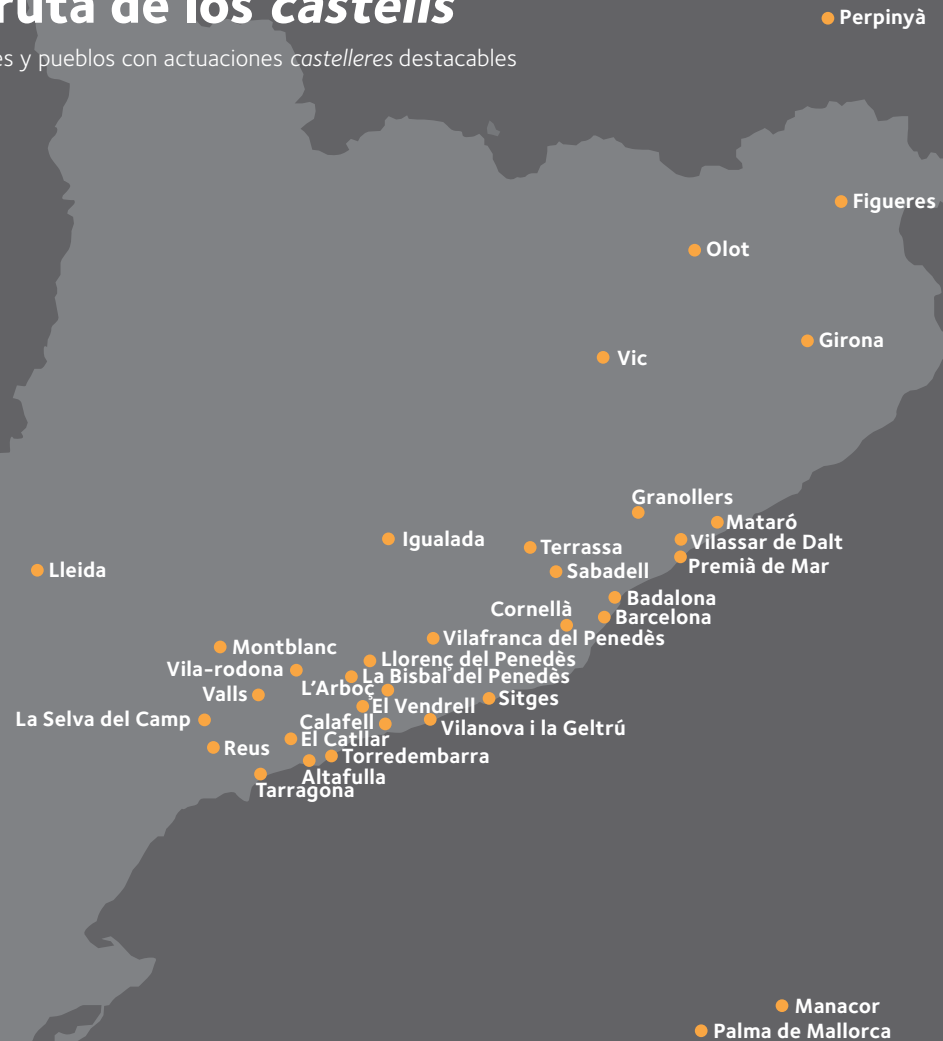 ruta de los castells
es y pueblos con actuaciones castelleres destacables
Perpinyà
Figueres
Olot
Girona
Vic
Granollers
Mataró
Igualada
Terrassa
Vilassar de Dalt
Lleida
Sabadell
Premià de Mar
Badalona
Cornellà
Barcelona
Vilafranca del Penedès
Montblanc
Llorenç del Penedès
Vila-rodona
La Bisbal del Penedès
L'Arboç
Valls
Sitges
El Vendrell
La Selva del Camp
Calafell
Vilanova i la Geltrú
El Catllar
Reus
Torredembarra
Altafulla
Tarragona
Manacor
Palma de Mallorca